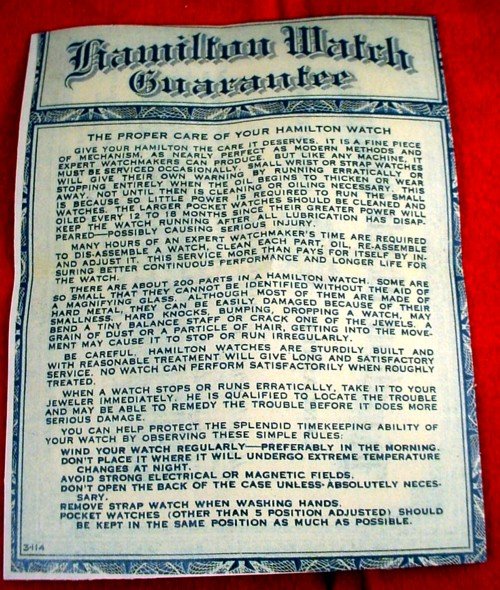 Hamilton Watch
Guarantee
THE PROPER CARE OF YOUR HAMILTON WATCH
GIVE YOUR HAMILTON THE CARE IT DESERVES. IT IS A FINE PIECE
OF MECHANISM, AS NEARLY PERFECT AS MODERN METHODS AND
EXPERT WATCHMAKERS CAN PRODUCE. BUT LIKE ANY MACHINE, IT
MUST BE SERVICED OCCASIONALLY. SMALL WRIST OR STRAP WATCHES
WILL GIVE THEIR OWN WARNING BY RUNNING ERRATICALLY OR
STOPPING ENTIRELY WHEN THE OIL BEGINS TO THICKEN OR WEAR
AWAY. NOT UNTIL THEN IS CLEANING OR OILING NECESSARY. THIS
IS BECAUSE SO LITTLE POWER IS REQUIRED TO RUN THE SMALL
WATCHES. THE LARGER POCKET WATCHES SHOULD BE CLEANED AND
OILED EVERY 12 TO 18 MONTHS SINCE THEIR GREATER POWER WILL
KEEP THE WATCH RUNNING AFTER ALL LUBRICATION HAS DISAP-
PEARED—POSSIBLY CAUSING SERIOUS INJURY.
MANY HOURS OF AN EXPERT WATCHMAKER'S TIME ARE REQUIRED
TO DIS-ASSEMBLE A WATCH, CLEAN EACH PART, OIL, RE-ASSEMBLE
AND ADJUST IT. THIS SERVICE MORE THAN PAYS FOR ITSELF BY IN-
SURING BETTER CONTINUOUS PERFORMANCE AND LONGER LIFE FOR
THE WATCH.
THERE ARE ABOUT 200 PARTS IN A HAMILTON WATCH. SOME ARE
SO SMALL THAT THEY CANNOT BE IDENTIFIED WITHOUT THE AID OF
A MAGNIFYING GLASS. ALTHOUGH MOST OF THEM ARE MADE OF
HARD METAL, THEY CAN BE EASILY DAMAGED BECAUSE OF THEIR
SMALLNESS. HARD KNOCKS, BUMPING, DROPPING A WATCH, MAY
BEND A TINY BALANCE STAFF OR CRACK ONE OF THE JEWELS. A
GRAIN OF DUST OR A PARTICLE OF HAIR, GETTING INTO THE MOVE-
MENT MAY CAUSE IT TO STOP OR RUN IRREGULARLY.
BE CAREFUL. HAMILTON WATCHES ARE STURDILY BUILT AND
WITH REASONABLE TREATMENT WILL GIVE LONG AND SATISFACTORY
SERVICE. NO WATCH CAN PERFORM SATISFACTORILY WHEN ROUGHLY
TREATED.
WHEN A WATCH STOPS OR RUNS ERRATICALLY, TAKE IT TO YOUR
JEWELER IMMEDIATELY. HE IS QUALIFIED TO LOCATE THE TROUBLE
AND MAY BE ABLE TO REMEDY THE TROUBLE BEFORE IT DOES MORE
SERIOUS DAMAGE.
YOU CAN HELP PROTECT THE SPLENDID TIMEKEEPING ABILITY OF
YOUR WATCH BY OBSERVING THESE SIMPLE RULES:
WIND YOUR WATCH REGULARLY—PREFERABLY IN THE MORNING.
DON'T PLACE IT WHERE IT WILL UNDERGO EXTREME TEMPERATURE
CHANGES AT NIGHT.
AVOID STRONG ELECTRICAL OR MAGNETIC FIELDS.
DON'T OPEN THE BACK OF THE CASE UNLESS ABSOLUTELY NECES-
SARY.
REMOVE STRAP WATCH WHEN WASHING HANDS.
POCKET WATCHES (OTHER THAN 5 POSITION ADJUSTED) SHOULD
BE KEPT IN THE SAME POSITION AS MUCH AS POSSIBLE.
3-114